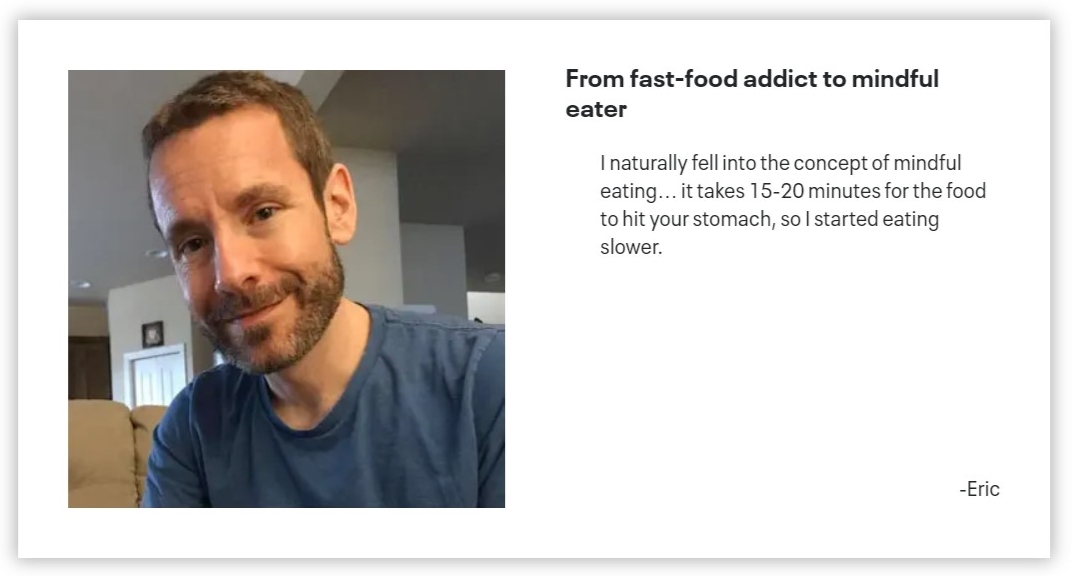 From fast-food addict to mindful
eater
I naturally fell into the concept of mindful
eating… it takes 15-20 minutes for the food
to hit your stomach, so I started eating
slower.
-Eric